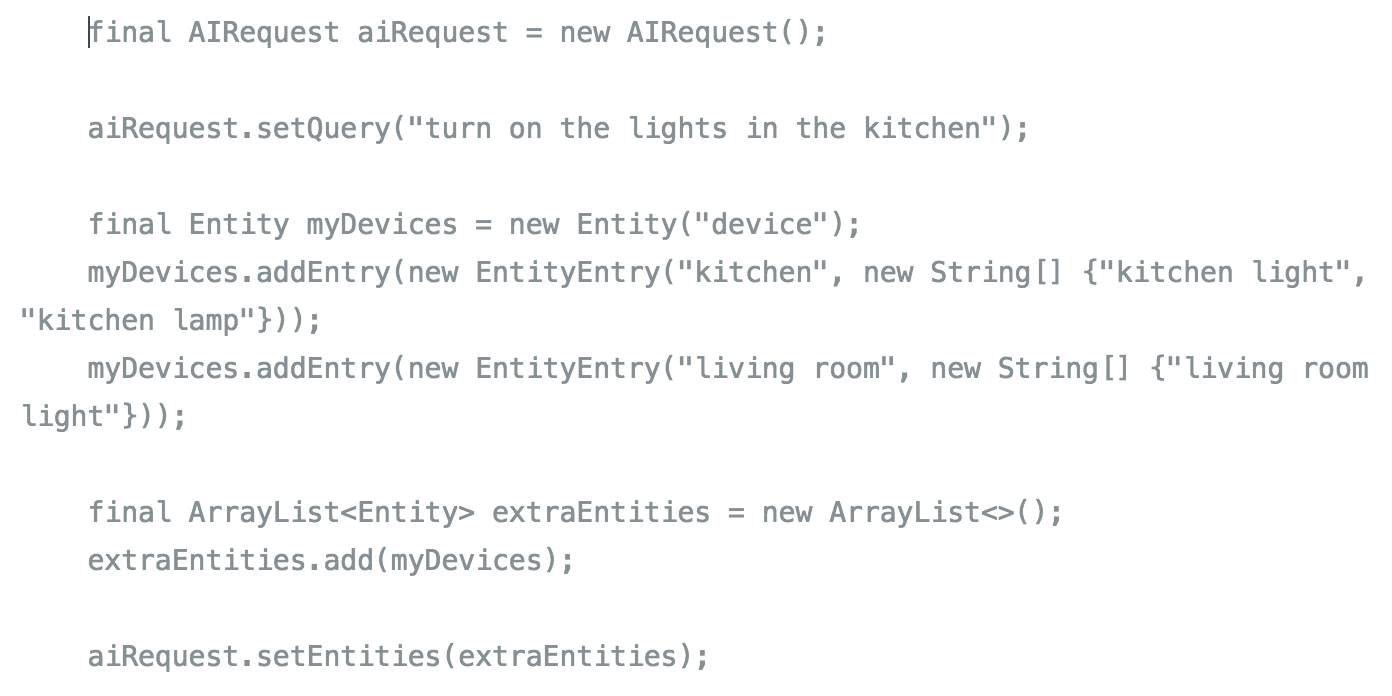 final AIRequest aiRequest = new AIRequest();
aiRequest.setQuery("turn on the lights in the kitchen");
final Entity myDevices = new Entity("device");
myDevices.addEntry(new EntityEntry("kitchen", new String[] {"kitchen light",
"kitchen lamp"}));
myDevices.addEntry(new EntityEntry("living room", new String[] {"living room
light"}));
final ArrayList<Entity> extraEntities = new ArrayList<>();
extraEntities.add(myDevices);
aiRequest.setEntities(extraEntities);